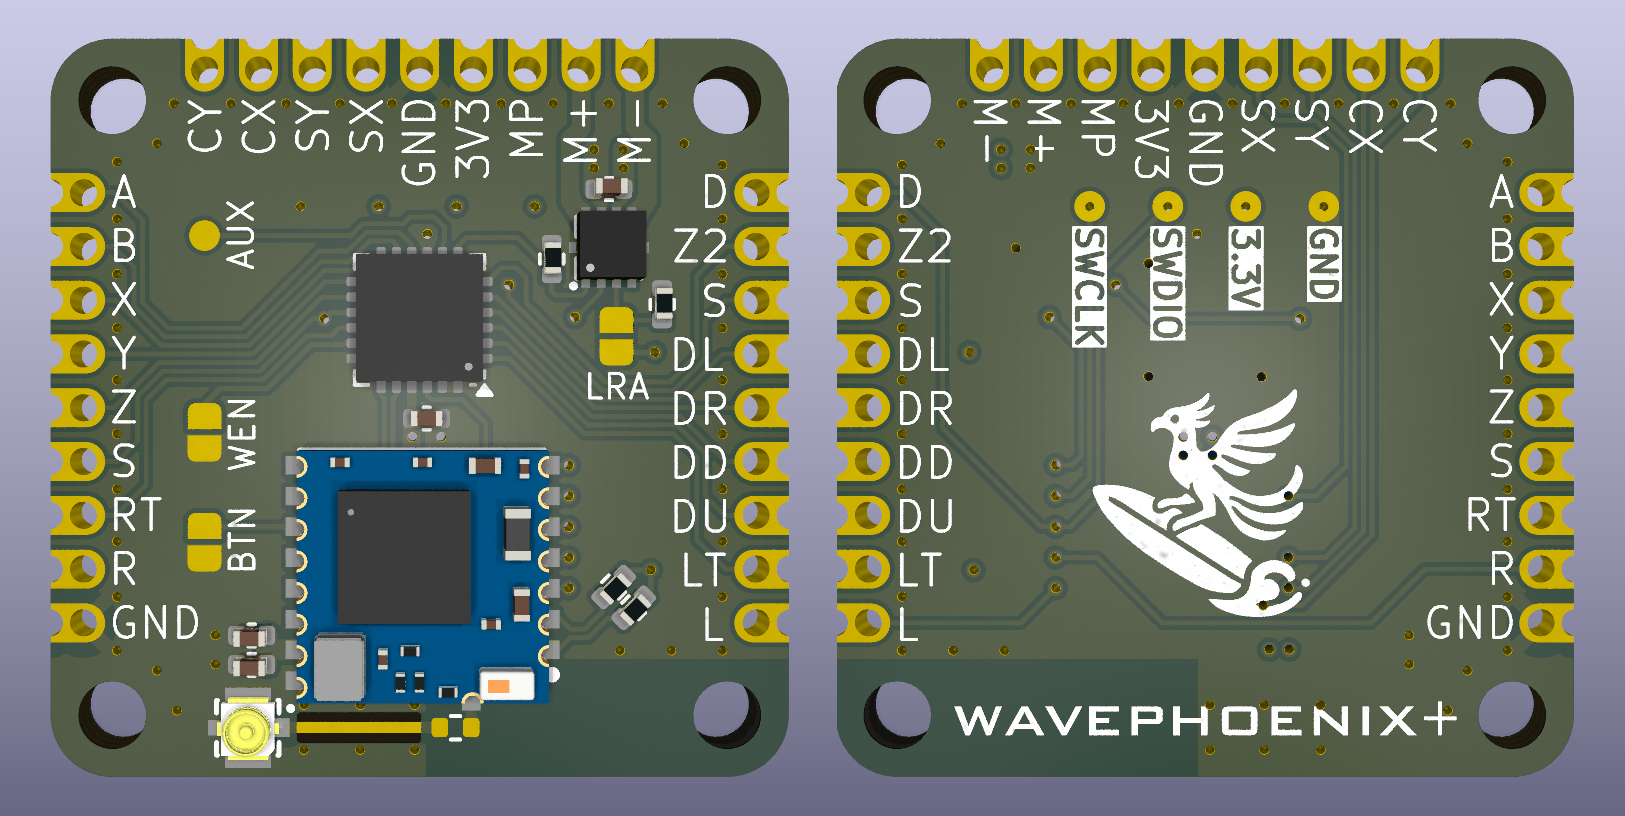 CY CX SY SX GND 3V3 MP M+ M-
A
B
X
Y
Z
S
RT
R
GND
AUX
WEN
BTN
LRA
D
Z2
S
DL
DR
DD
DU
LT
L
M- M+ MP 3V3 GND SX SY CX CY
D
Z2
S
DL
DR
DD
DU
LT
L
SWCLK
SWDIO
3.3V
GND
A
B
X
Y
Z
S
RT
R
GND
WAVEPHOENIX+